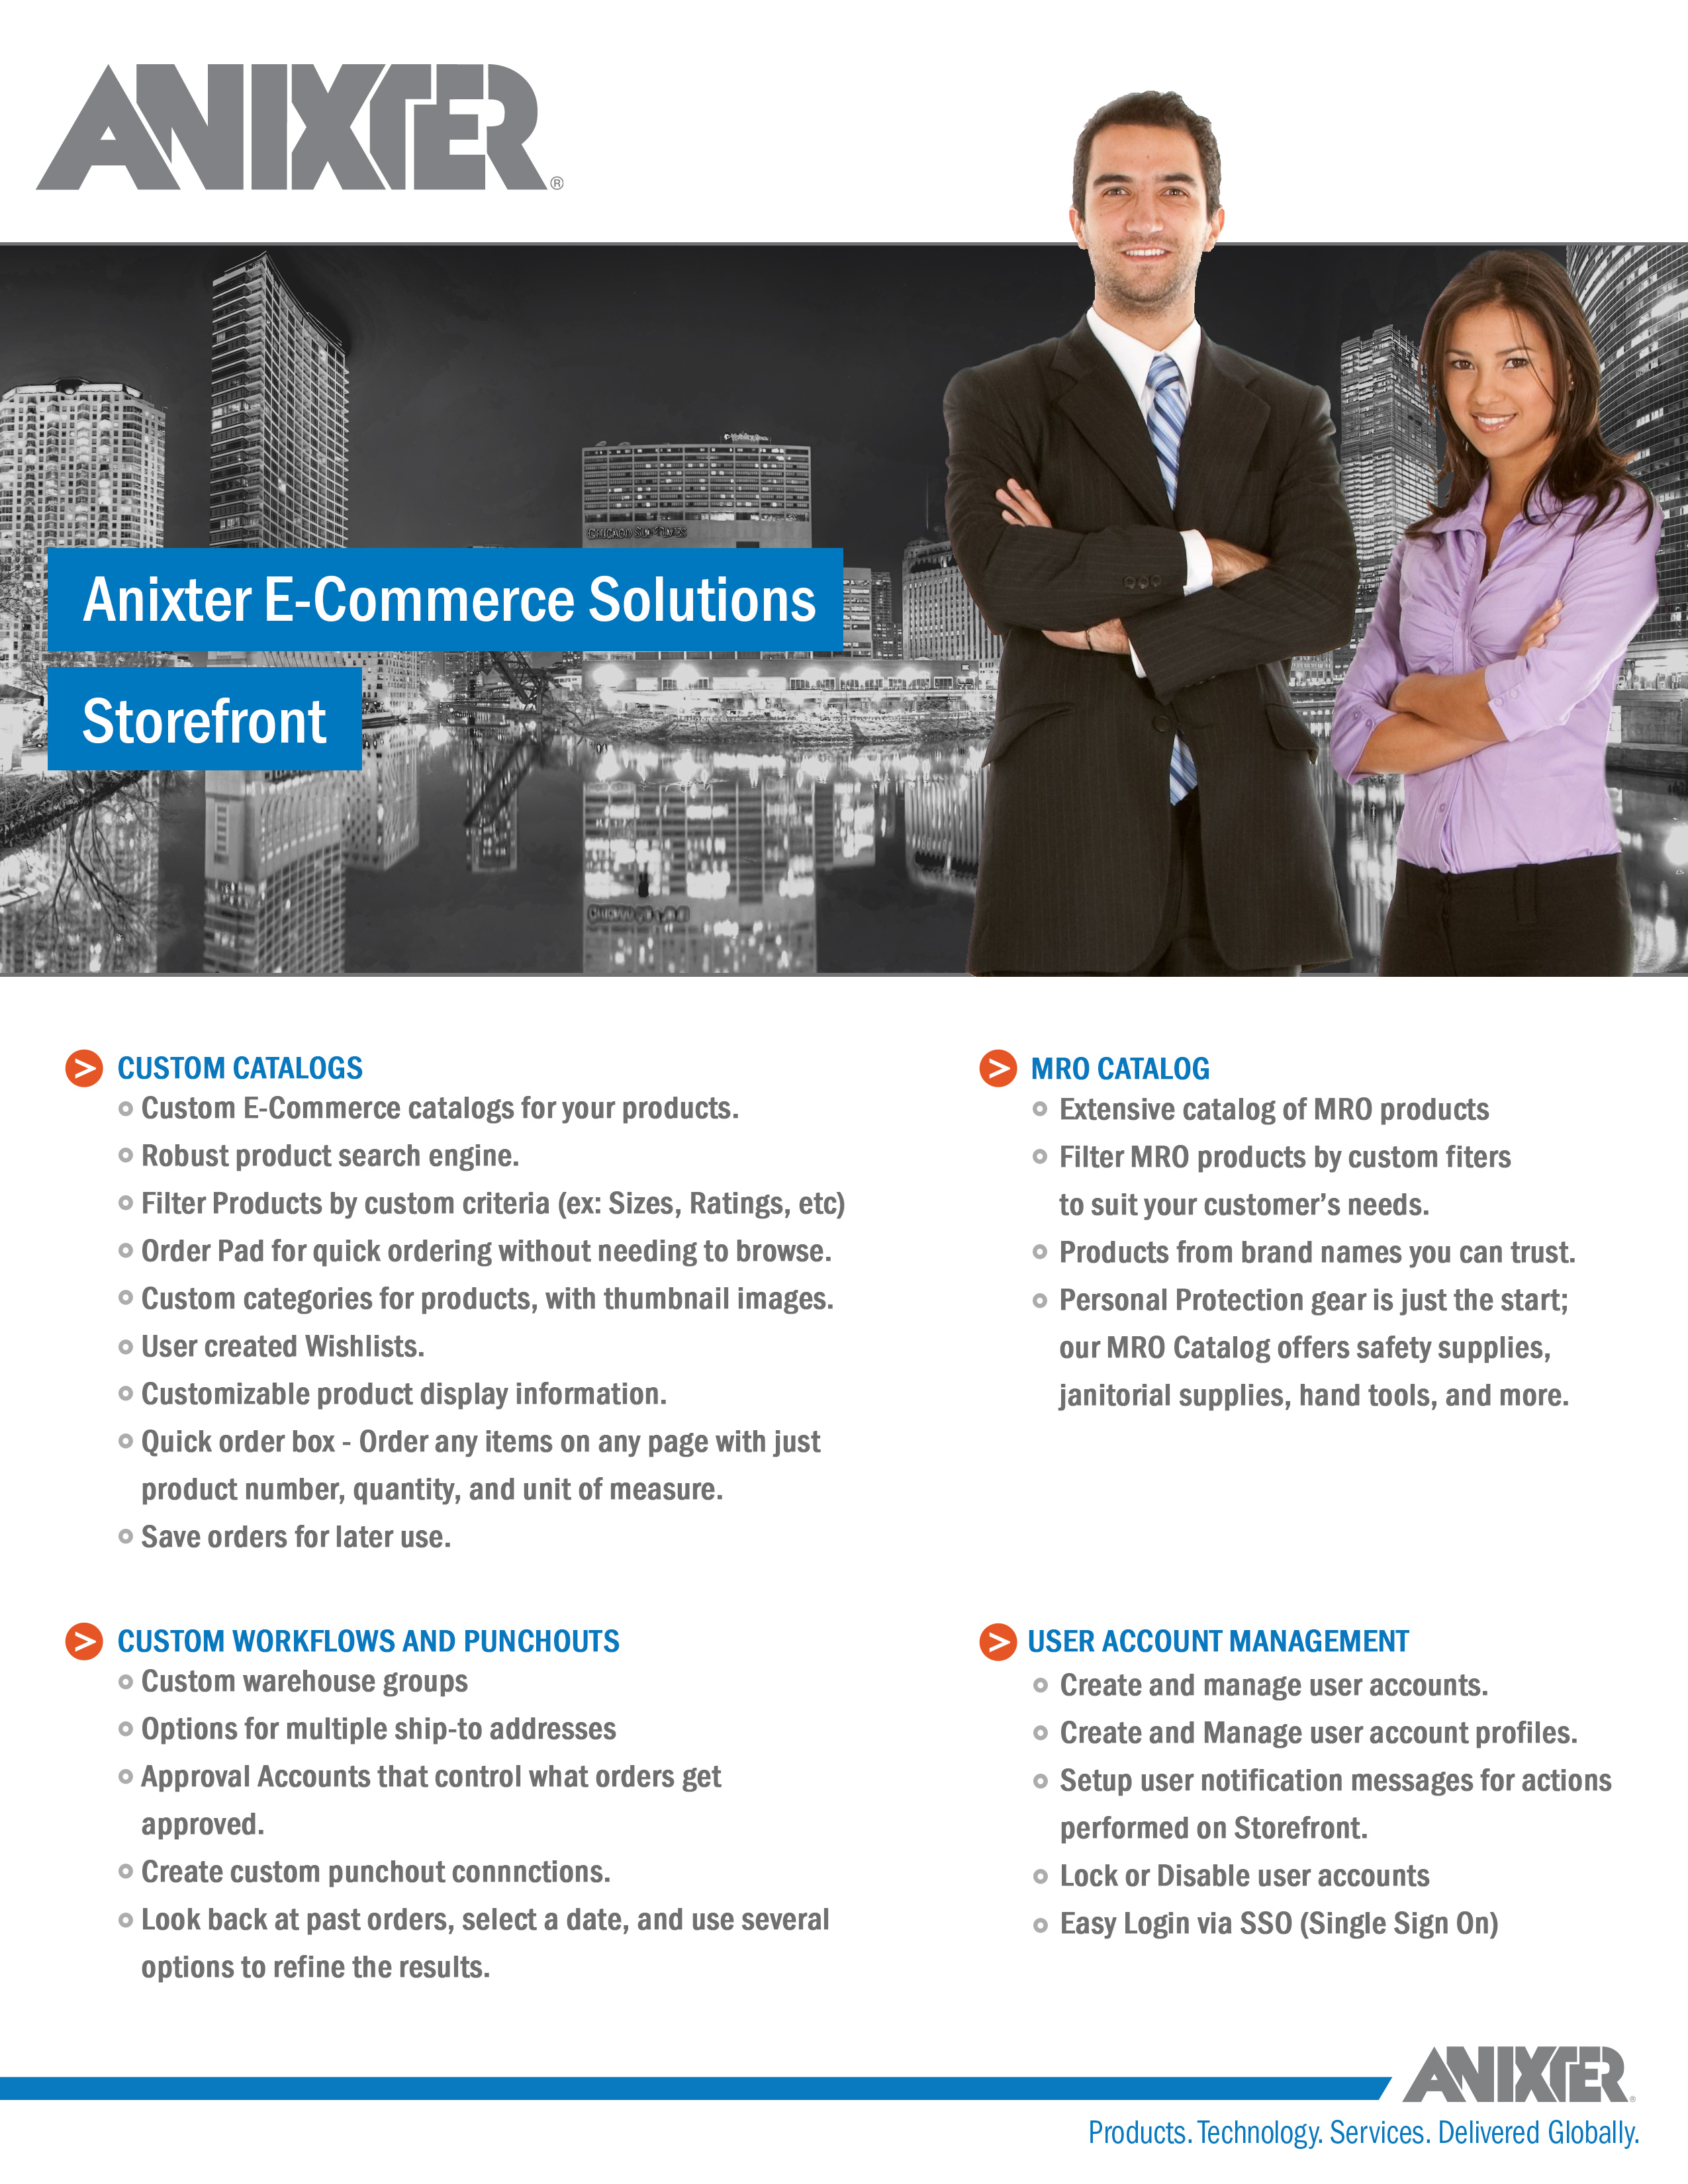 ANIXTER®
Holiday Inn
CHICAGO SUN-TIMES
Anixter E-Commerce Solutions
Storefront
CUSTOM CATALOGS
Custom E-Commerce catalogs for your products.
Robust product search engine.
Filter Products by custom criteria (ex: Sizes, Ratings, etc)
Order Pad for quick ordering without needing to browse.
Custom categories for products, with thumbnail images.
User created Wishlists.
Customizable product display information.
Quick order box - Order any items on any page with just
product number, quantity, and unit of measure.
Save orders for later use.
MRO CATALOG
Extensive catalog of MRO products
Filter MRO products by custom fiters
to suit your customer’s needs.
Products from brand names you can trust.
Personal Protection gear is just the start;
our MRO Catalog offers safety supplies,
janitorial supplies, hand tools, and more.
CUSTOM WORKFLOWS AND PUNCHOUTS
Custom warehouse groups
Options for multiple ship-to addresses
Approval Accounts that control what orders get
approved.
Create custom punchout connnctions.
Look back at past orders, select a date, and use several
options to refine the results.
USER ACCOUNT MANAGEMENT
Create and manage user accounts.
Create and Manage user account profiles.
Setup user notification messages for actions
performed on Storefront.
Lock or Disable user accounts
Easy Login via SSO (Single Sign On)
ANIXTER®
Products. Technology. Services. Delivered Globally.